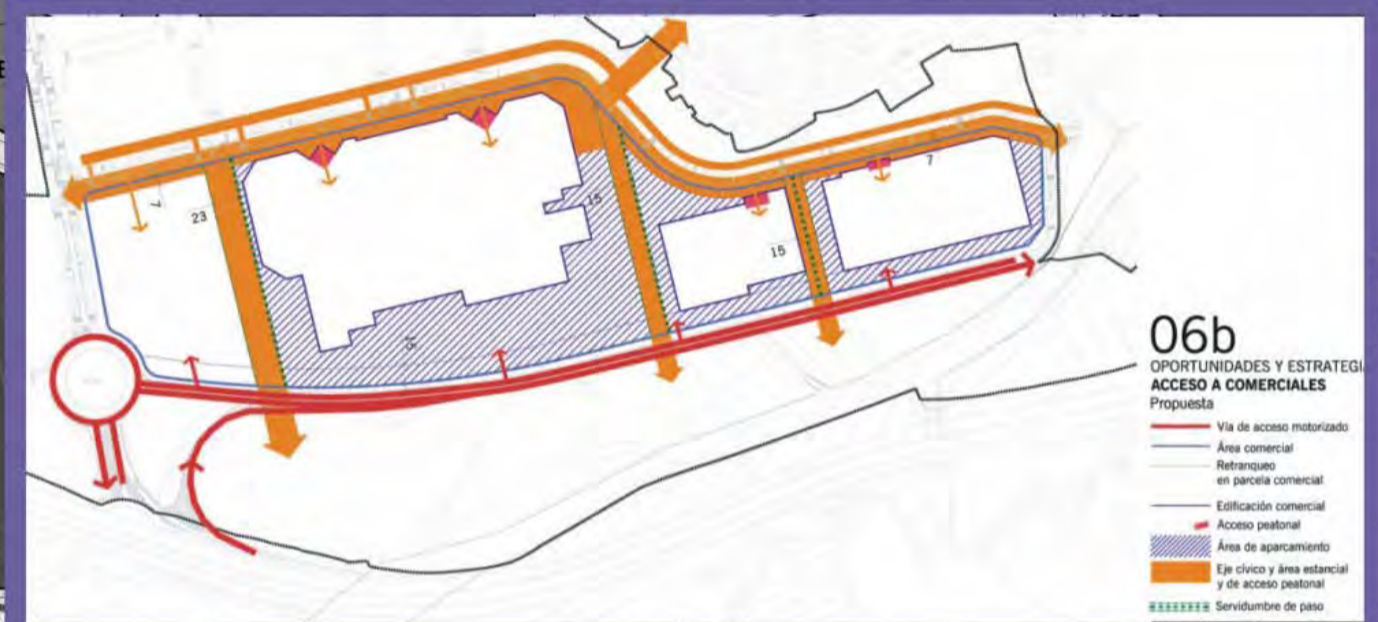 7
23
15
15
15
7
06b
OPORTUNIDADES Y ESTRATEGI
ACCESO A COMERCIALES
Propuesta
Vía de acceso motorizado
Área comercial
Retranqueo
en parcela comercial
Edificación comercial
Acceso peatonal
Área de aparcamiento
Eje cívico y área estancial
y de acceso peatonal
Servidumbre de paso